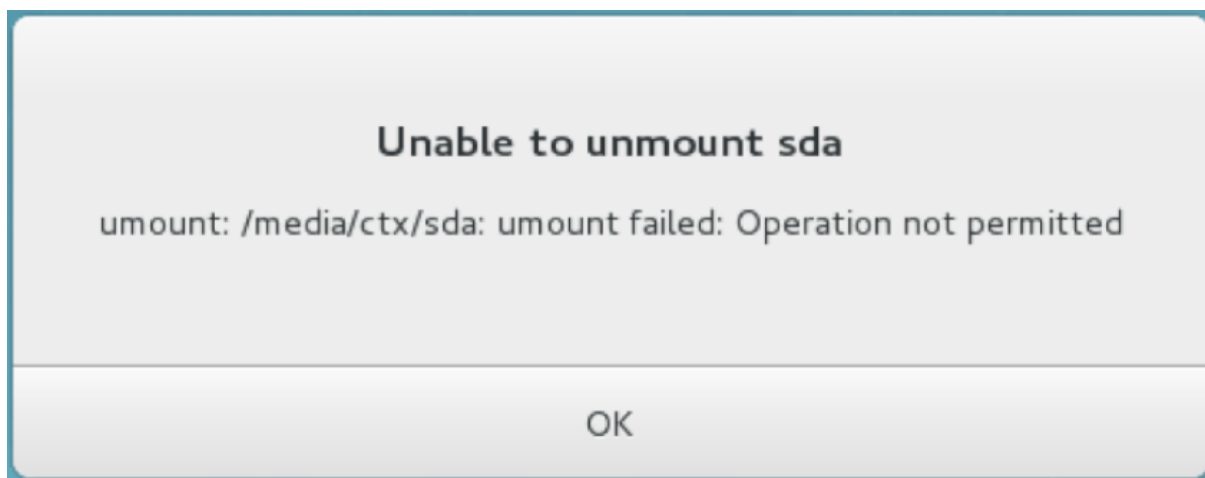 Unable to unmount sda
umount: /media/ctx/sda: umount failed: Operation not permitted
OK